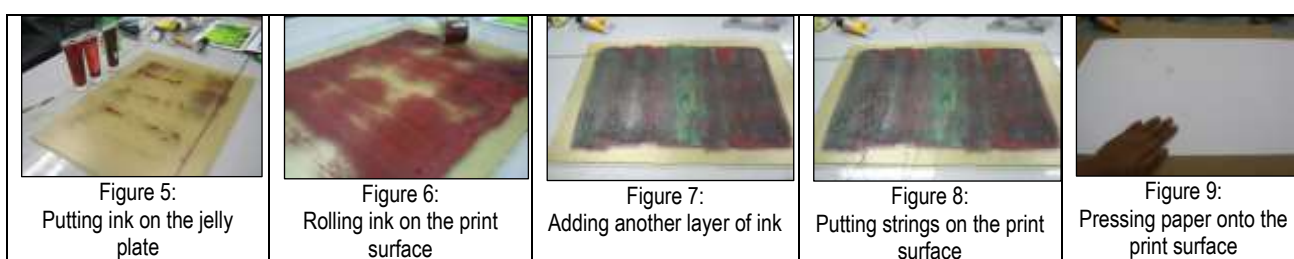 Figure 5:
Putting ink on the jelly
plate
Figure 6:
Rolling ink on the print
surface
Figure 7:
Adding another layer of ink
Figure 8:
Putting strings on the print
surface
Figure 9:
Pressing paper onto the
print surface